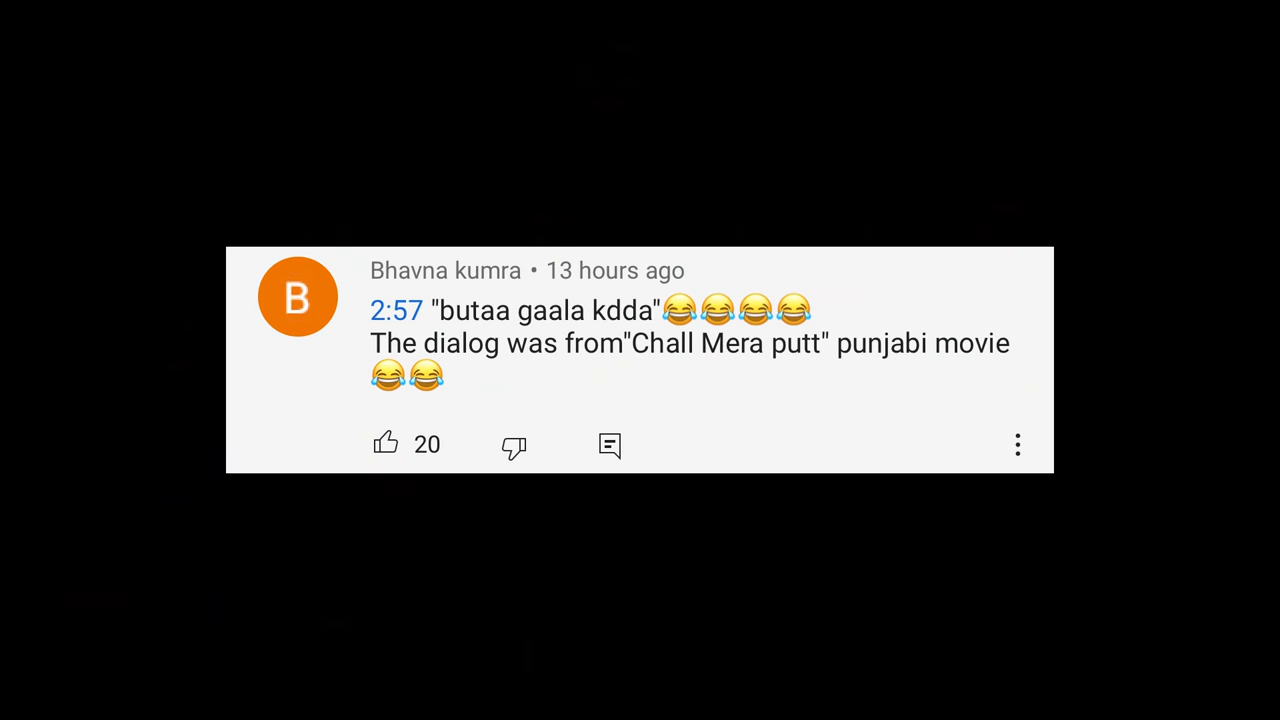 B
Bhavna kumra • 13 hours ago
2:57 "butaa gaala kdda"😂😂😂😂
The dialog was from"Chall Mera putt" punjabi movie
😂😂
20